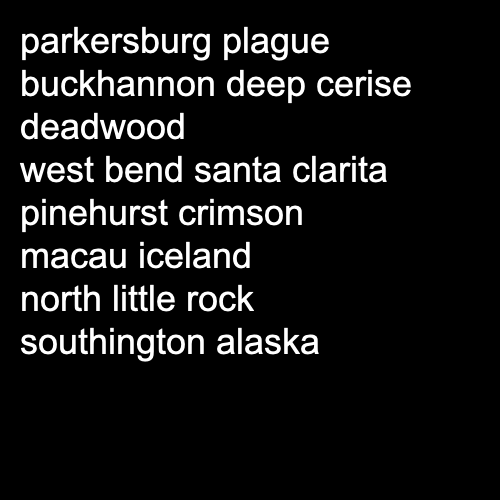 parkersburg plague
buckhannon deep cerise
deadwood
west bend santa clarita
pinehurst crimson
macau iceland
north little rock
southington alaska